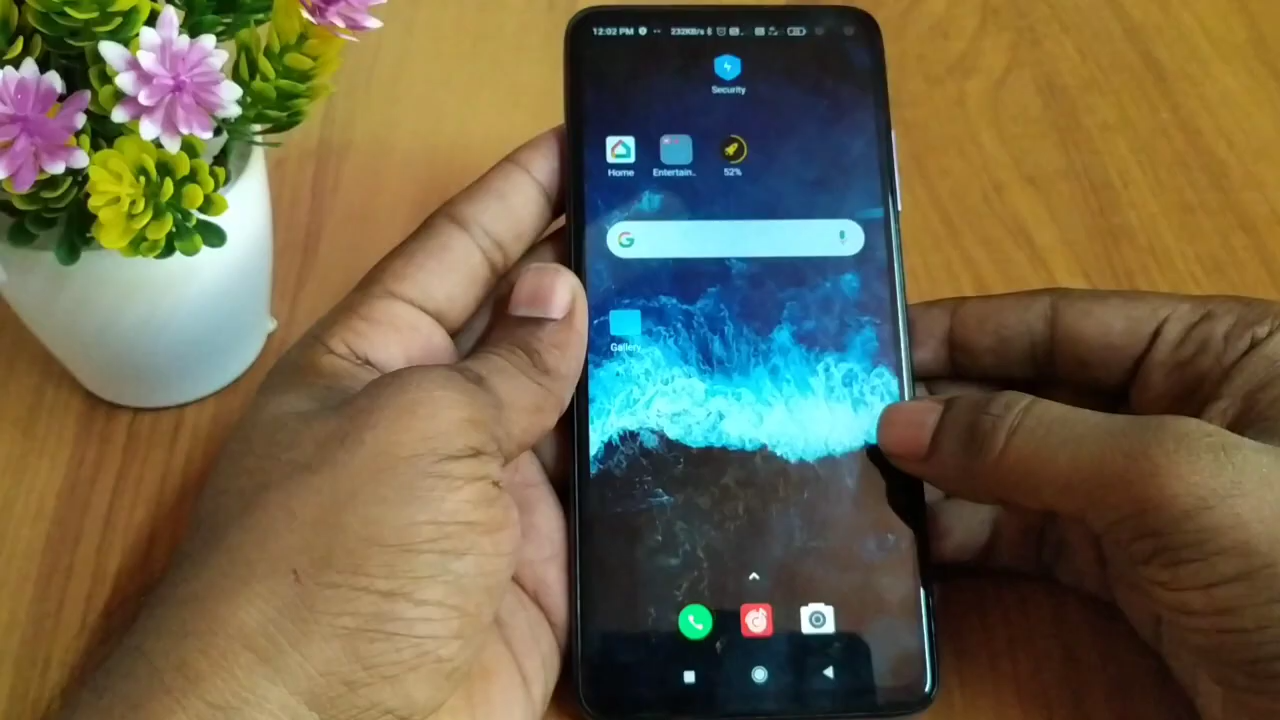 12:02 PM
232KB/s
Security
Home
Entertain..
52%
G
Gallery